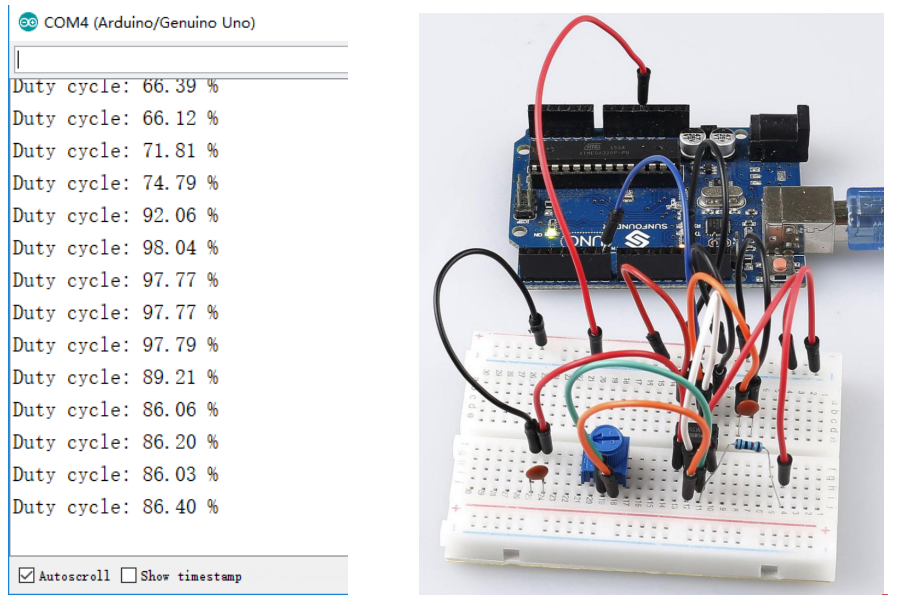 COM4 (Arduino/Genuino Uno)
Duty cycle: 66.39 %
Duty cycle: 66.12 %
Duty cycle: 71.81 %
Duty cycle: 74.79 %
Duty cycle: 92.06 %
Duty cycle: 98.04 %
Duty cycle: 97.77 %
Duty cycle: 97.77 %
Duty cycle: 97.79 %
Duty cycle: 89.21 %
Duty cycle: 86.06 %
Duty cycle: 86.20 %
Duty cycle: 86.03 %
Duty cycle: 86.40 %
Autoscroll
Show timestamp
ATMEGA328P-PU
SUNFOUNDER
ON